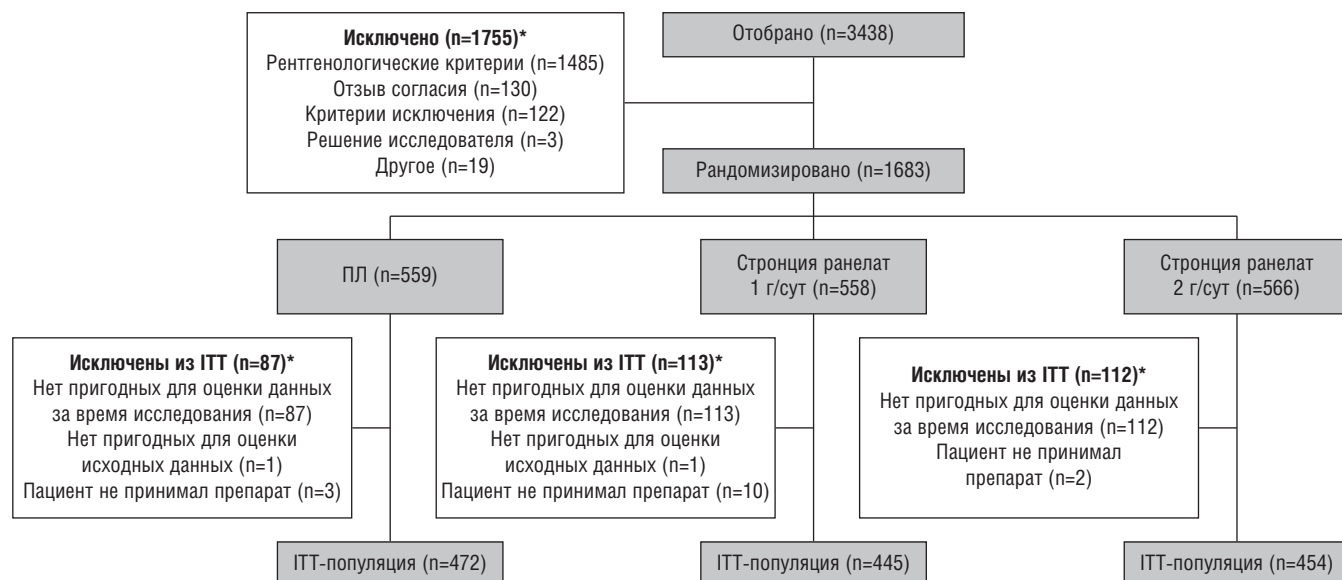 Исключено (n=1755)*
Рентгенологические критерии (n=1485)
Отзыв согласия (n=130)
Критерии исключения (n=122)
Решение исследователя (n=3)
Другое (n=19)
Отобрано (n=3438)
Рандомизировано (n=1683)
ПЛ (n=559)
Стронция ранелат
1 г/сут (n=558)
Стронция ранелат
2 г/сут (n=566)
Исключены из ITT (n=87)*
Нет пригодных для оценки данных
за время исследования (n=87)
Нет пригодных для оценки
исходных данных (n=1)
Пациент не принимал препарат (n=3)
Исключены из ITT (n=113)*
Нет пригодных для оценки данных
за время исследования (n=113)
Нет пригодных для оценки
исходных данных (n=1)
Пациент не принимал препарат (n=10)
Исключены из ITT (n=112)*
Нет пригодных для оценки данных
за время исследования (n=112)
Пациент не принимал
препарат (n=2)
ITT-популяция (n=472)
ITT-популяция (n=445)
ITT-популяция (n=454)